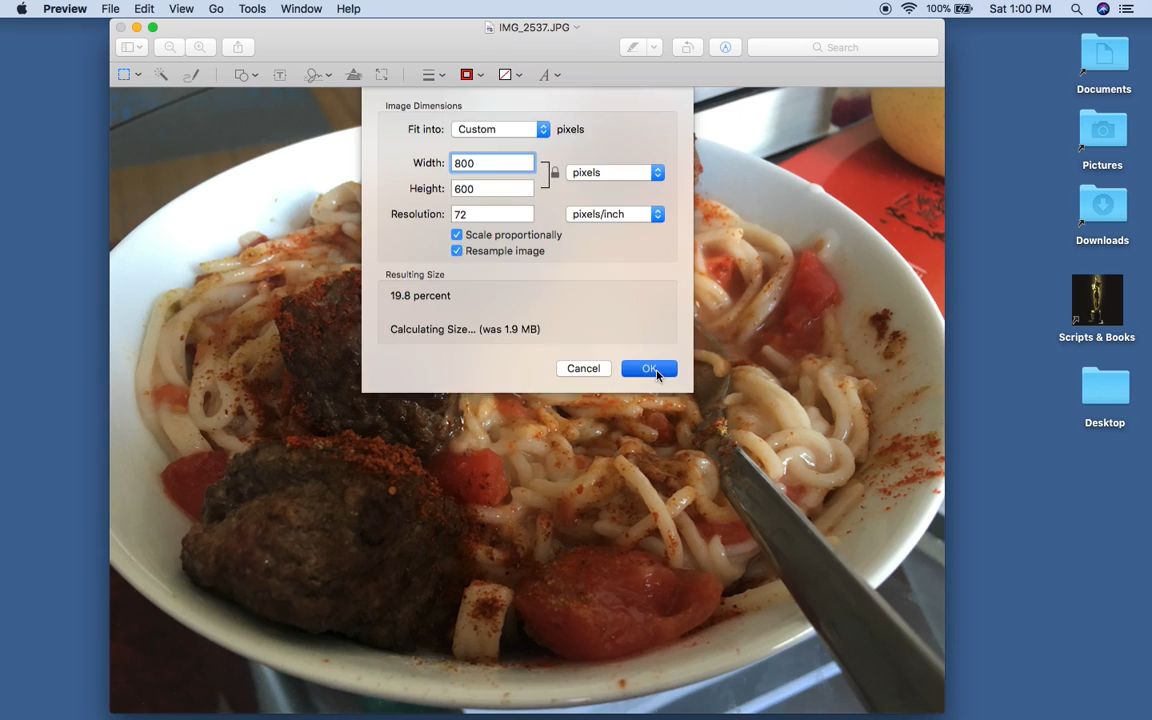 Preview File Edit View Go Tools Window Help 100% Sat 1:00 PM
IMG_2537.JPG
Search
A
Image Dimensions
Fit into: Custom pixels
Width: 800
pixels
Height: 600
Resolution: 72 pixels/inch
Scale proportionally
Resample image
Resulting Size
19.8 percent
Calculating Size... (was 1.9 MB)
Cancel OK
Documents
Pictures
Downloads
Scripts & Books
Desktop